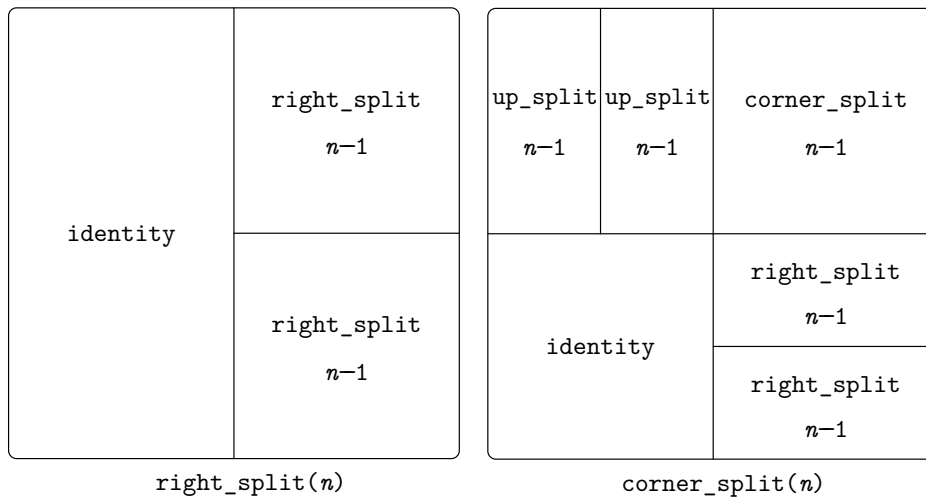 right_split
n−1
identity
right_split
n−1
right_split(n)
up_split up_split corner_split
n−1 n−1 n−1
right_split
n−1
identity
right_split
n−1
corner_split(n)